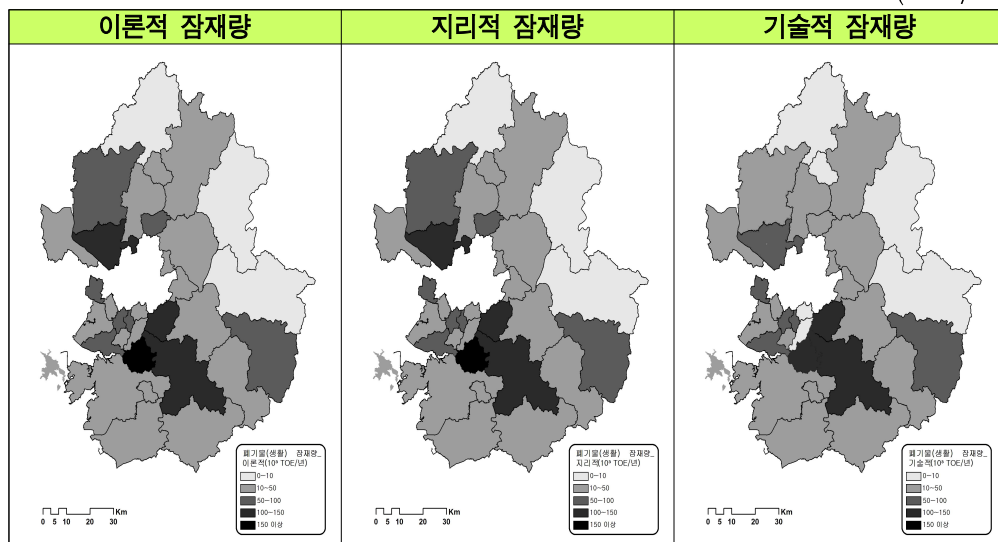 이론적 잠재량
지리적 잠재량
기술적 잠재량
폐기물(생활) 잠재량_
이론적(10³ TOE/년)
0-10
10-50
50-100
100-150
150 이상
Km
0 5 10 20 30
폐기물(생활) 잠재량_
지리적(10³ TOE/년)
0-10
10-50
50-100
100-150
150 이상
Km
0 5 10 20 30
폐기물(생활) 잠재량_
기술적(10³ TOE/년)
0-10
10-50
50-100
100-150
150 이상
Km
0 5 10 20 30